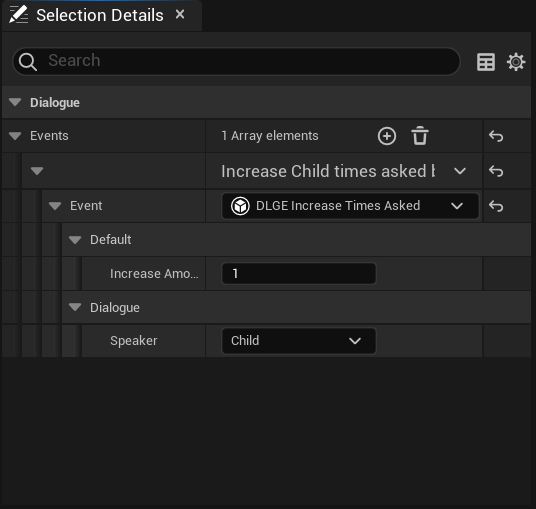 Selection Details
Search
Dialogue
Events 1 Array elements
Increase Child times asked
Event DLGE Increase Times Asked
Default
Increase Amo... 1
Dialogue
Speaker Child